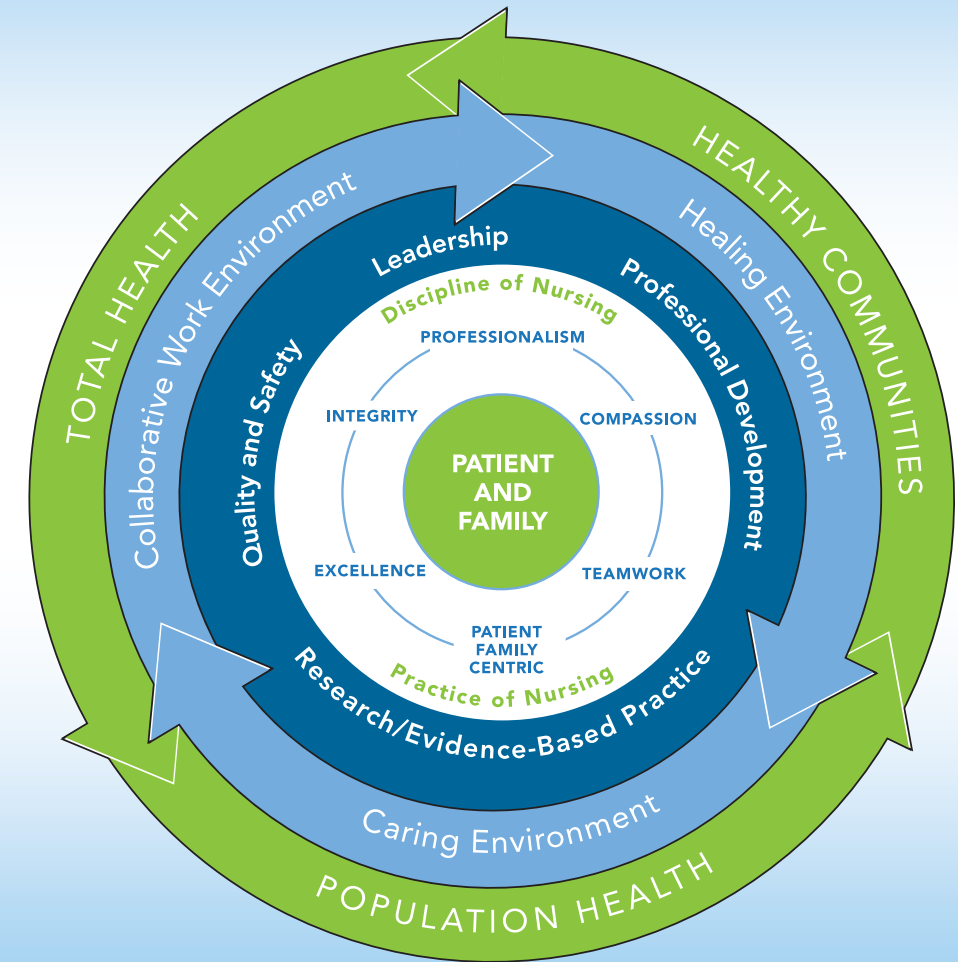 TOTAL HEALTH
HEALTHY COMMUNITIES
POPULATION HEALTH
Collaborative Work Environment
Healing Environment
Caring Environment
Leadership
Professional Development
Quality and Safety
Research/Evidence-Based Practice
Discipline of Nursing
PROFESSIONALISM
INTEGRITY
COMPASSION
PATIENT
AND
FAMILY
EXCELLENCE
TEAMWORK
PATIENT
FAMILY
CENTRIC
Practice of Nursing